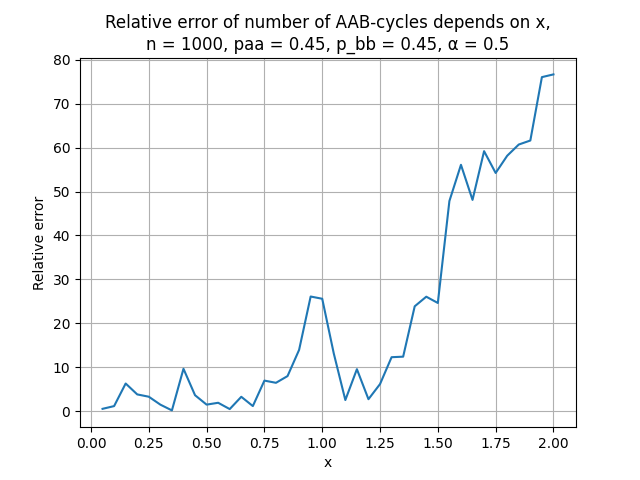 Relative error of number of AAB-cycles depends on x,
n = 1000, paa = 0.45, p_bb = 0.45, α = 0.5
80
70
60
50
40
30
20
10
0
Relative error
0.00 0.25 0.50 0.75 1.00 1.25 1.50 1.75 2.00
x